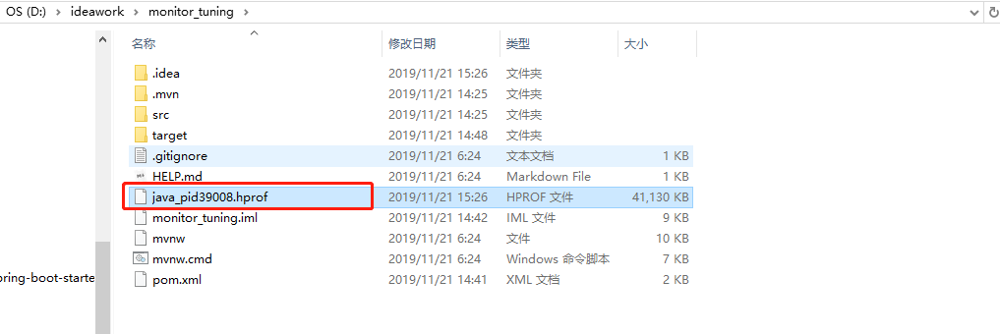 OS (D:) > ideawork > monitor_tuning >
名称 修改日期 类型 大小
.idea 2019/11/21 15:26 文件夹
.mvn 2019/11/21 14:25 文件夹
src 2019/11/21 14:25 文件夹
target 2019/11/21 14:48 文件夹
.gitignore 2019/11/21 6:24 文本文档 1 KB
HELP.md 2019/11/21 6:24 Markdown File 1 KB
java_pid39008.hprof 2019/11/21 15:26 HPROF 文件 41,130 KB
monitor_tuning.iml 2019/11/21 14:42 IML 文件 9 KB
mvnw 2019/11/21 6:24 文件 10 KB
mvnw.cmd 2019/11/21 6:24 Windows 命令脚本 7 KB
oring-boot-starte
pom.xml 2019/11/21 14:41 XML 文档 2 KB